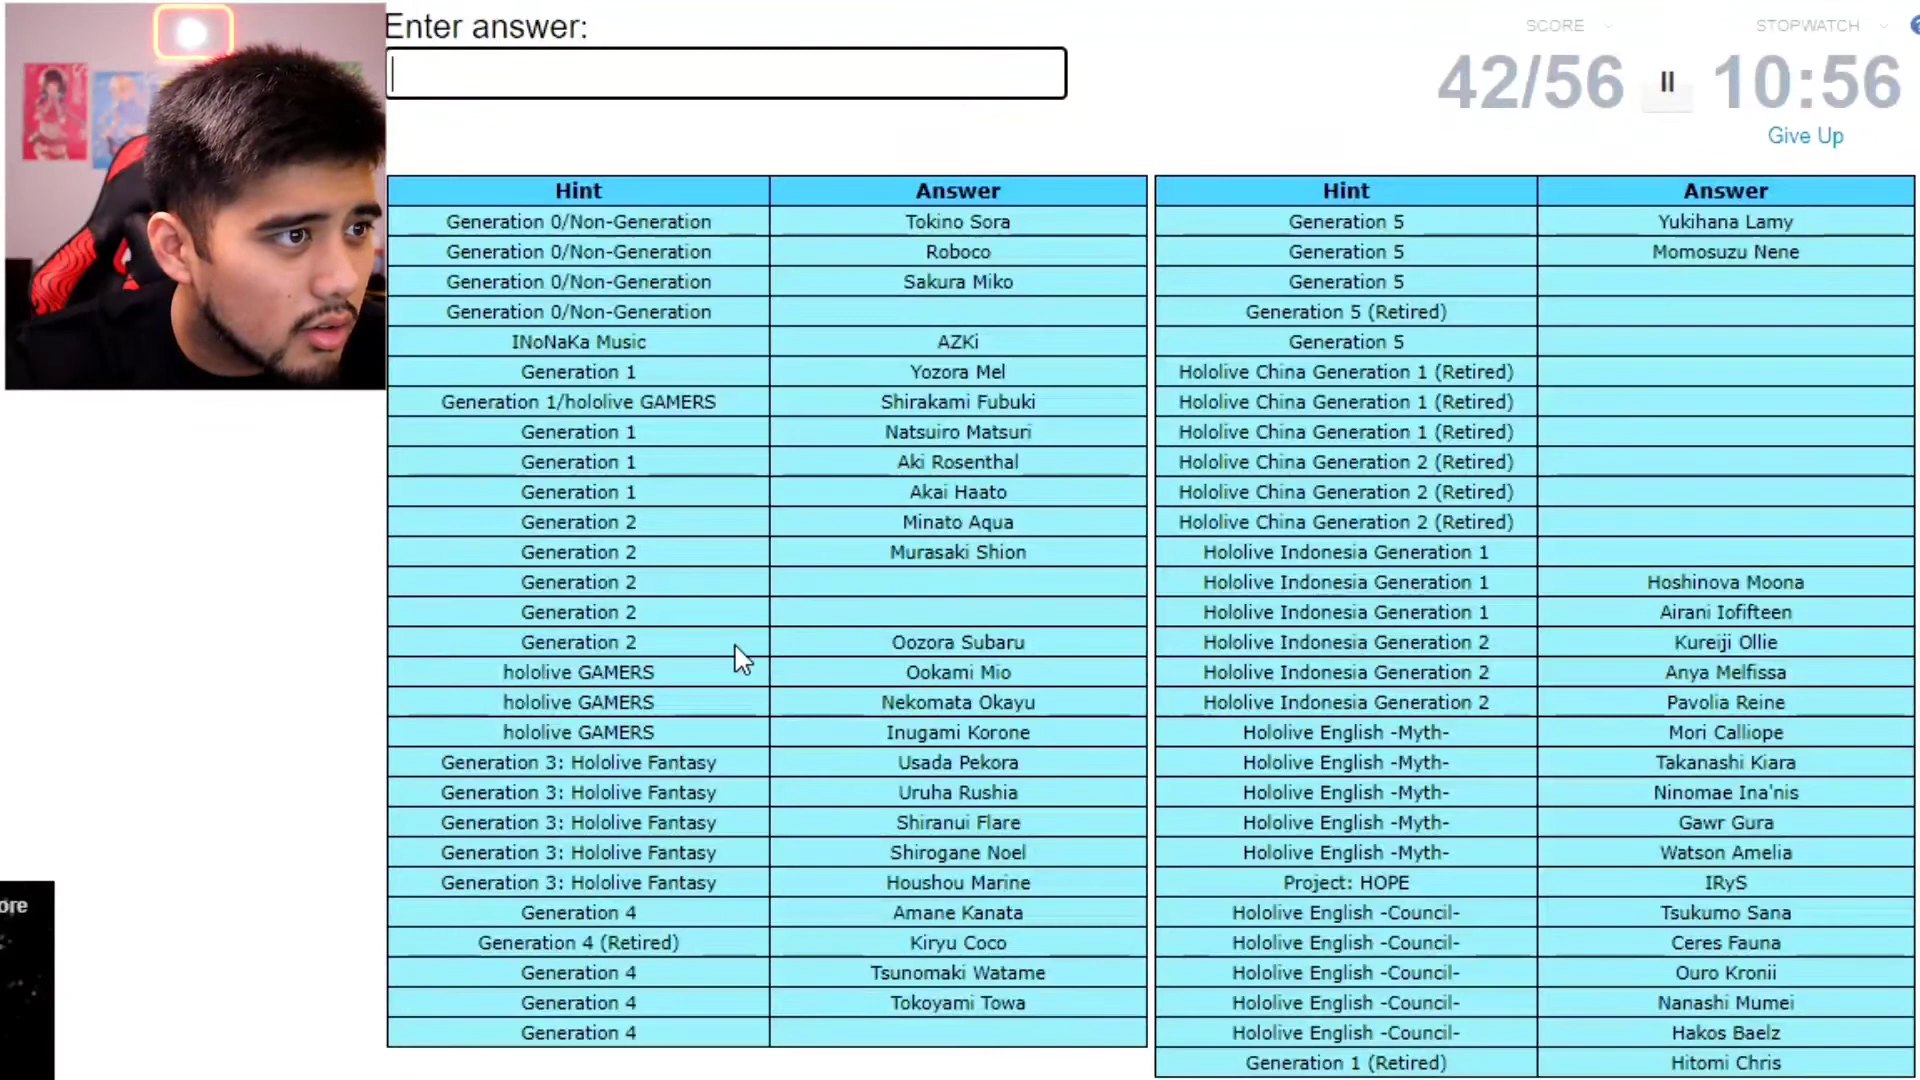 Enter answer:
SCORE
STOPWATCH
42/56
10:56
Give Up
Hint Answer
Generation 0/Non-Generation Tokino Sora
Generation 0/Non-Generation Roboco
Generation 0/Non-Generation Sakura Miko
Generation 0/Non-Generation
INoNaKa Music AZKi
Generation 1 Yozora Mel
Generation 1/hololive GAMERS Shirakami Fubuki
Generation 1 Natsuiro Matsuri
Generation 1 Aki Rosenthal
Generation 1 Akai Haato
Generation 2 Minato Aqua
Generation 2 Murasaki Shion
Generation 2
Generation 2
Generation 2 Oozora Subaru
hololive GAMERS Ookami Mio
hololive GAMERS Nekomata Okayu
hololive GAMERS Inugami Korone
Generation 3: Hololive Fantasy Usada Pekora
Generation 3: Hololive Fantasy Uruha Rushia
Generation 3: Hololive Fantasy Shiranui Flare
Generation 3: Hololive Fantasy Shirogane Noel
Generation 3: Hololive Fantasy Houshou Marine
Generation 4 Amane Kanata
Generation 4 (Retired) Kiryu Coco
Generation 4 Tsunomaki Watame
Generation 4 Tokoyami Towa
Generation 4
Hint Answer
Generation 5 Yukihana Lamy
Generation 5 Momosuzu Nene
Generation 5
Generation 5 (Retired)
Generation 5
Hololive China Generation 1 (Retired)
Hololive China Generation 1 (Retired)
Hololive China Generation 1 (Retired)
Hololive China Generation 2 (Retired)
Hololive China Generation 2 (Retired)
Hololive China Generation 2 (Retired)
Hololive Indonesia Generation 1
Hololive Indonesia Generation 1 Hoshinova Moona
Hololive Indonesia Generation 1 Airani Iofifteen
Hololive Indonesia Generation 2 Kureiji Ollie
Hololive Indonesia Generation 2 Anya Melfissa
Hololive Indonesia Generation 2 Pavolia Reine
Hololive English -Myth- Mori Calliope
Hololive English -Myth- Takanashi Kiara
Hololive English -Myth- Ninomae Ina'nis
Hololive English -Myth- Gawr Gura
Hololive English -Myth- Watson Amelia
Project: HOPE IRyS
Hololive English -Council- Tsukumo Sana
Hololive English -Council- Ceres Fauna
Hololive English -Council- Ouro Kronii
Hololive English -Council- Nanashi Mumei
Hololive English -Council- Hakos Baelz
Generation 1 (Retired) Hitomi Chris
ore